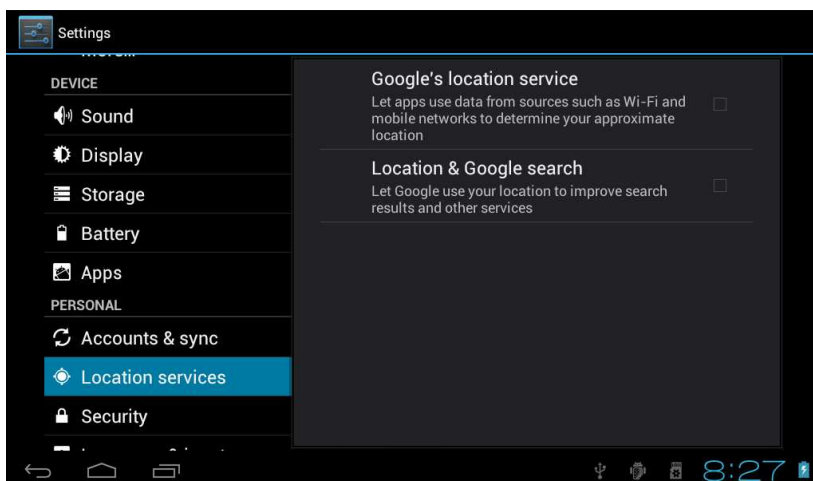 Settings
DEVICE
Sound
Display
Storage
Battery
Apps
PERSONAL
Accounts & sync
Location services
Security
Google's location service
Let apps use data from sources such as Wi-Fi and
mobile networks to determine your approximate
location
Location & Google search
Let Google use your location to improve search
results and other services
8:27